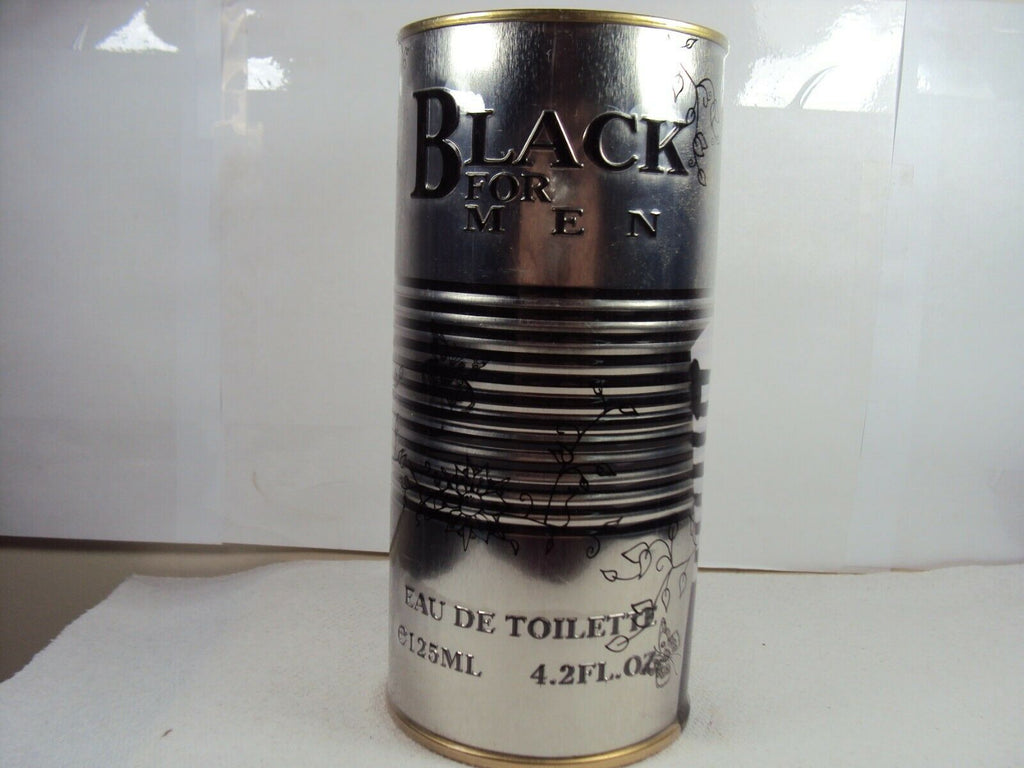 BLACK
FOR
MEN
EAU DE TOILETTE
℮125ML 4.2FL.OZ